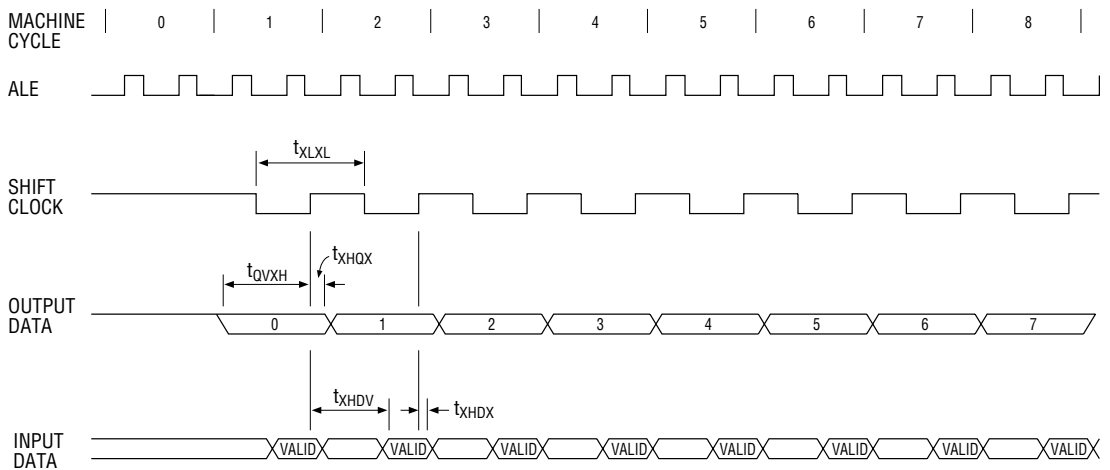 MACHINE CYCLE 0 1 2 3 4 5 6 7 8
ALE
tXLXL
SHIFT CLOCK
tQVXH tXHQX
OUTPUT DATA 0 1 2 3 4 5 6 7
tXHDV tXHDX
INPUT DATA VALID VALID VALID VALID VALID VALID VALID VALID